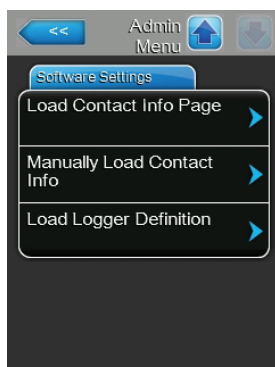 <<
Admin
Menu
Software Settings
Load Contact Info Page
Manually Load Contact
Info
Load Logger Definition